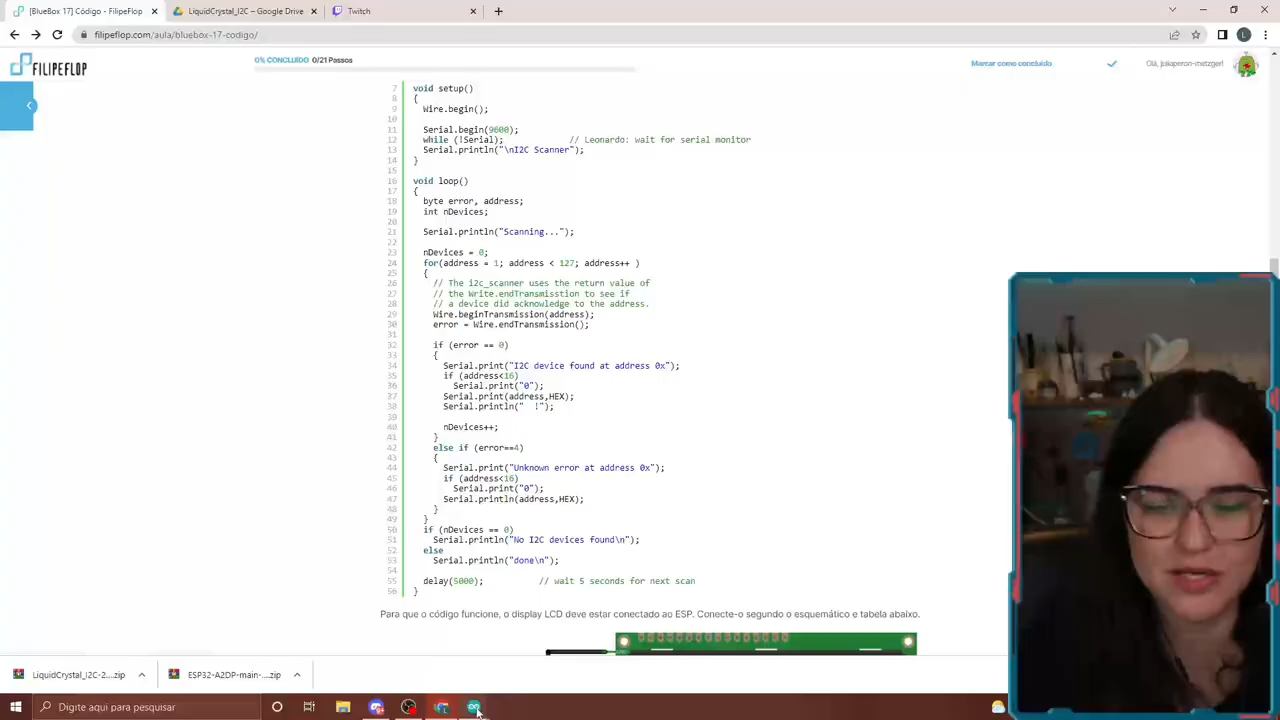 [BlueBox 17] Código - FilipeFlop
LiquidCrystal_I2C – Google Drive
Twitch
filipeflop.com/aula/bluebox-17-codigo/
FILIPEFLOP
0% CONCLUÍDO 0/21 Passos
Marcar como concluído
7 void setup()
8 {
9 Wire.begin();
10
11 Serial.begin(9600);
12 while (!Serial); // Leonardo: wait for serial monitor
13 Serial.println("\nI2C Scanner");
14 }
15
16 void loop()
17 {
18 byte error, address;
19 int nDevices;
20
21 Serial.println("Scanning...");
22
23 nDevices = 0;
24 for(address = 1; address < 127; address++ )
25 {
26 // The i2c_scanner uses the return value of
27 // the Write.endTransmisstion to see if
28 // a device did acknowledge to the address.
29 Wire.beginTransmission(address);
30 error = Wire.endTransmission();
31
32 if (error == 0)
33 {
34 Serial.print("I2C device found at address 0x");
35 if (address<16)
36 Serial.print("0");
37 Serial.print(address,HEX);
38 Serial.println("  !");
39
40 nDevices++;
41 }
42 else if (error==4)
43 {
44 Serial.print("Unknown error at address 0x");
45 if (address<16)
46 Serial.print("0");
47 Serial.println(address,HEX);
48 }
49 }
50 if (nDevices == 0)
51 Serial.println("No I2C devices found\n");
52 else
53 Serial.println("done\n");
54
55 delay(5000); // wait 5 seconds for next scan
56 }
Para que o código funcione, o display LCD deve estar conectado ao ESP. Conecte-o segundo o esquemático e tabela abaixo.
LiquidCrystal_I2C-2....zip
ESP32-A2DP-main-....zip
Digite aqui para pesquisar